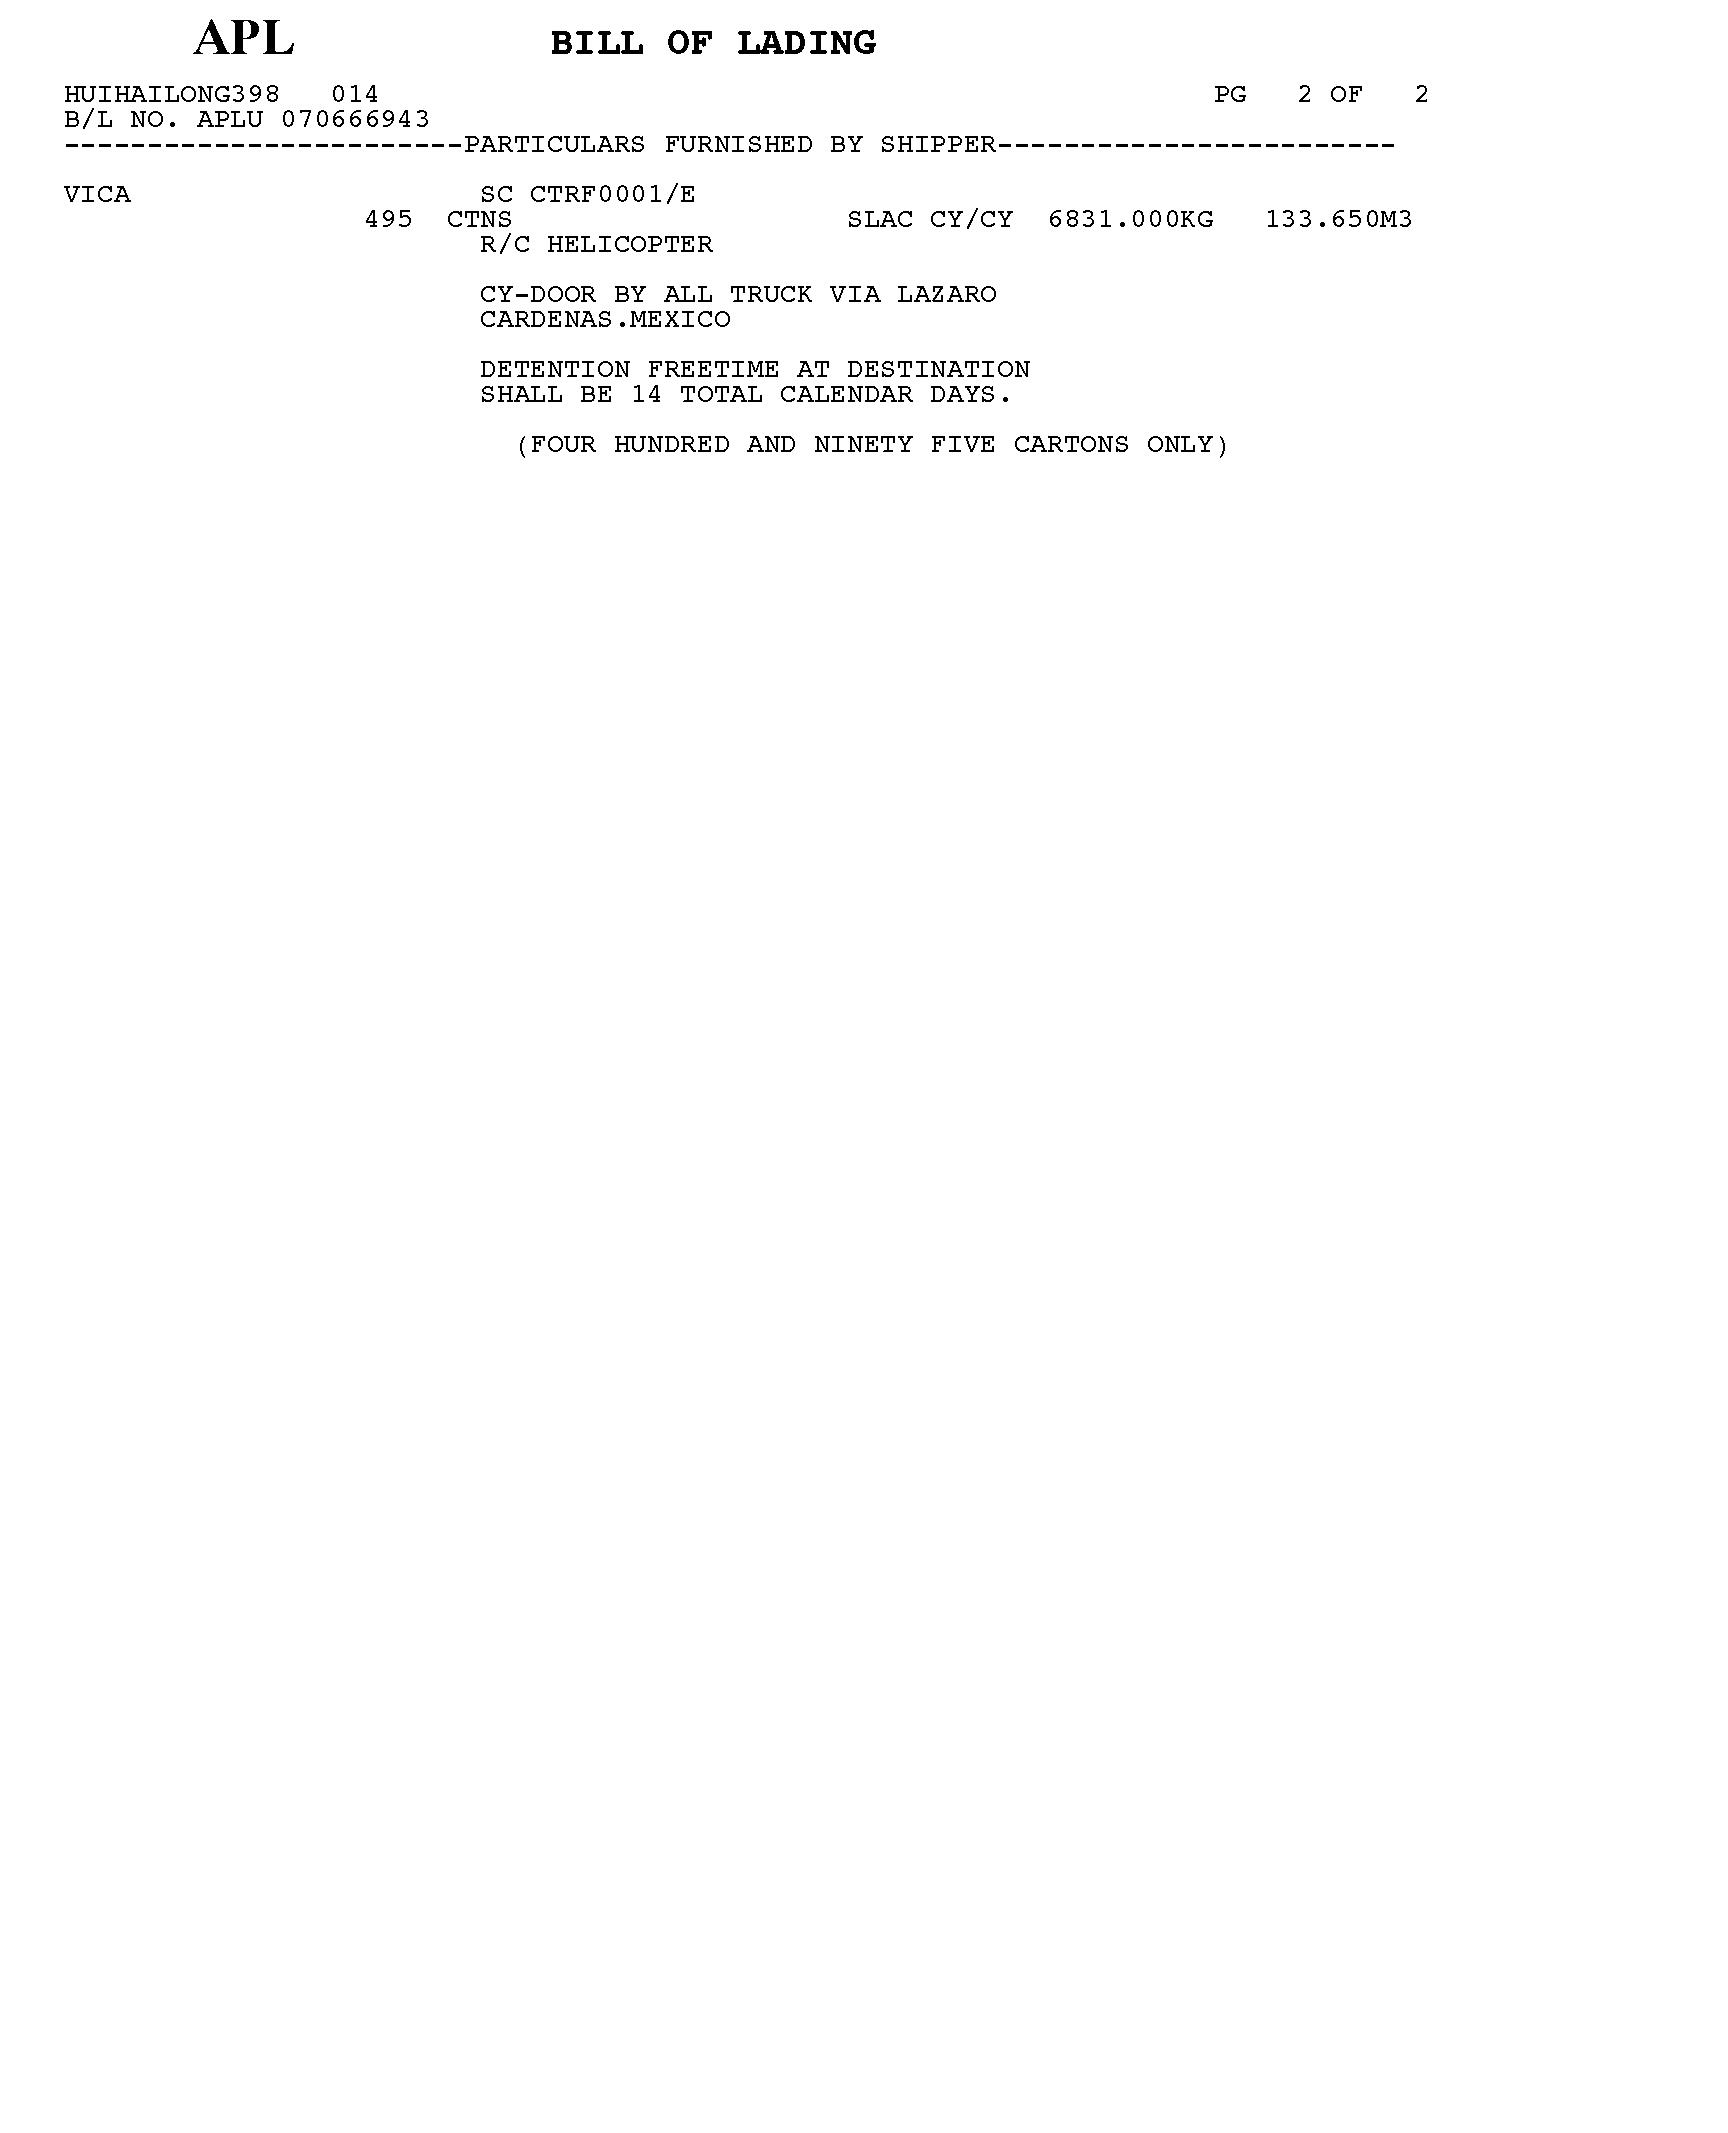 APL BILL OF LADING
HUIHAILONG398 014 PG 2 OF 2
B/L NO. APLU 070666943
------------------------PARTICULARS FURNISHED BY SHIPPER------------------------
VICA SC CTRF0001/E
495 CTNS SLAC CY/CY 6831.000KG 133.650M3
R/C HELICOPTER
CY-DOOR BY ALL TRUCK VIA LAZARO
CARDENAS.MEXICO
DETENTION FREETIME AT DESTINATION
SHALL BE 14 TOTAL CALENDAR DAYS.
(FOUR HUNDRED AND NINETY FIVE CARTONS ONLY)